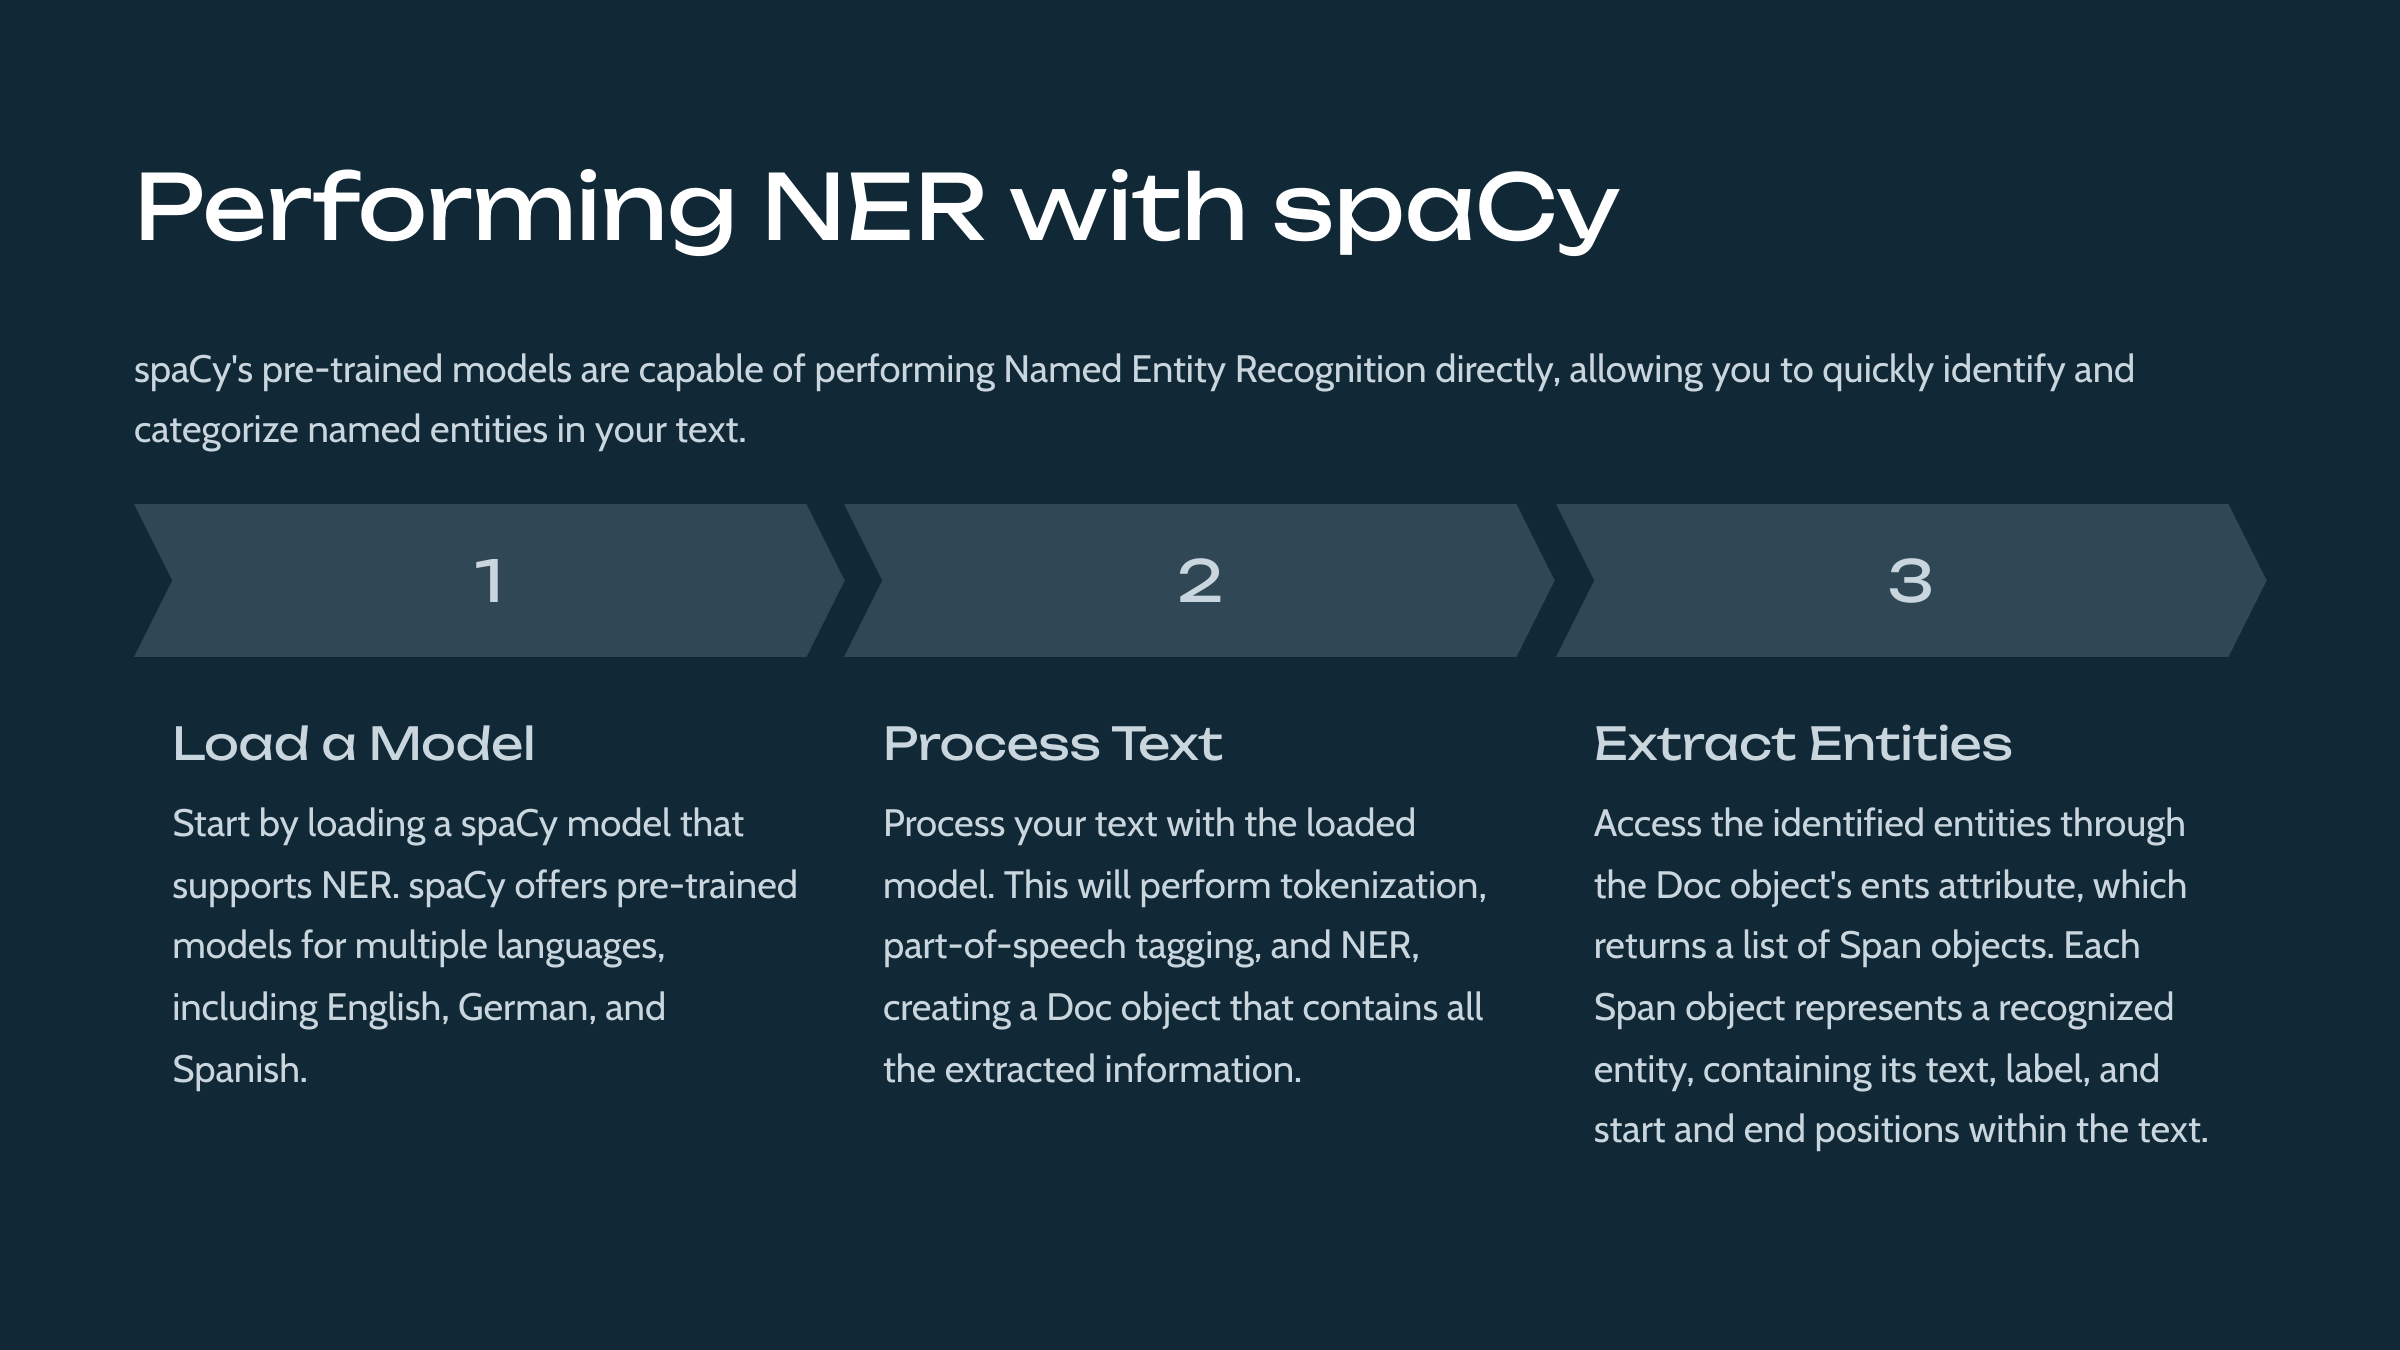 Performing NER with spaCy
spaCy's pre-trained models are capable of performing Named Entity Recognition directly, allowing you to quickly identify and
categorize named entities in your text.
1
2
3
Load a Model
Start by loading a spaCy model that
supports NER. spaCy offers pre-trained
models for multiple languages,
including English, German, and
Spanish.
Process Text
Process your text with the loaded
model. This will perform tokenization,
part-of-speech tagging, and NER,
creating a Doc object that contains all
the extracted information.
Extract Entities
Access the identified entities through
the Doc object's ents attribute, which
returns a list of Span objects. Each
Span object represents a recognized
entity, containing its text, label, and
start and end positions within the text.